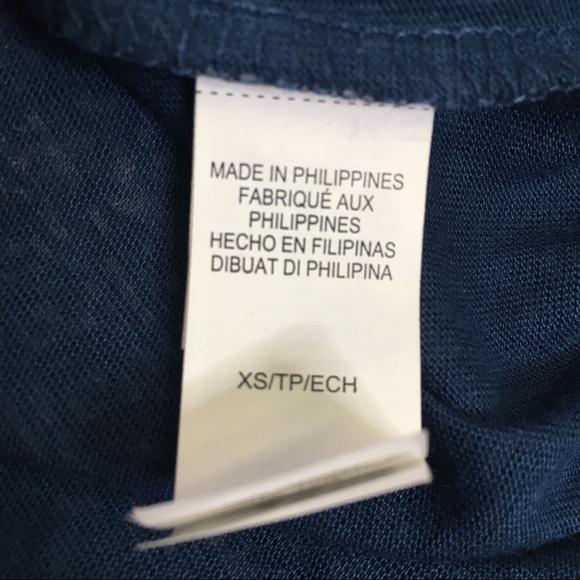 MADE IN PHILIPPINES
FABRIQUÉ AUX
PHILIPPINES
HECHO EN FILIPINAS
DIBUAT DI PHILIPINA
XS/TP/ECH